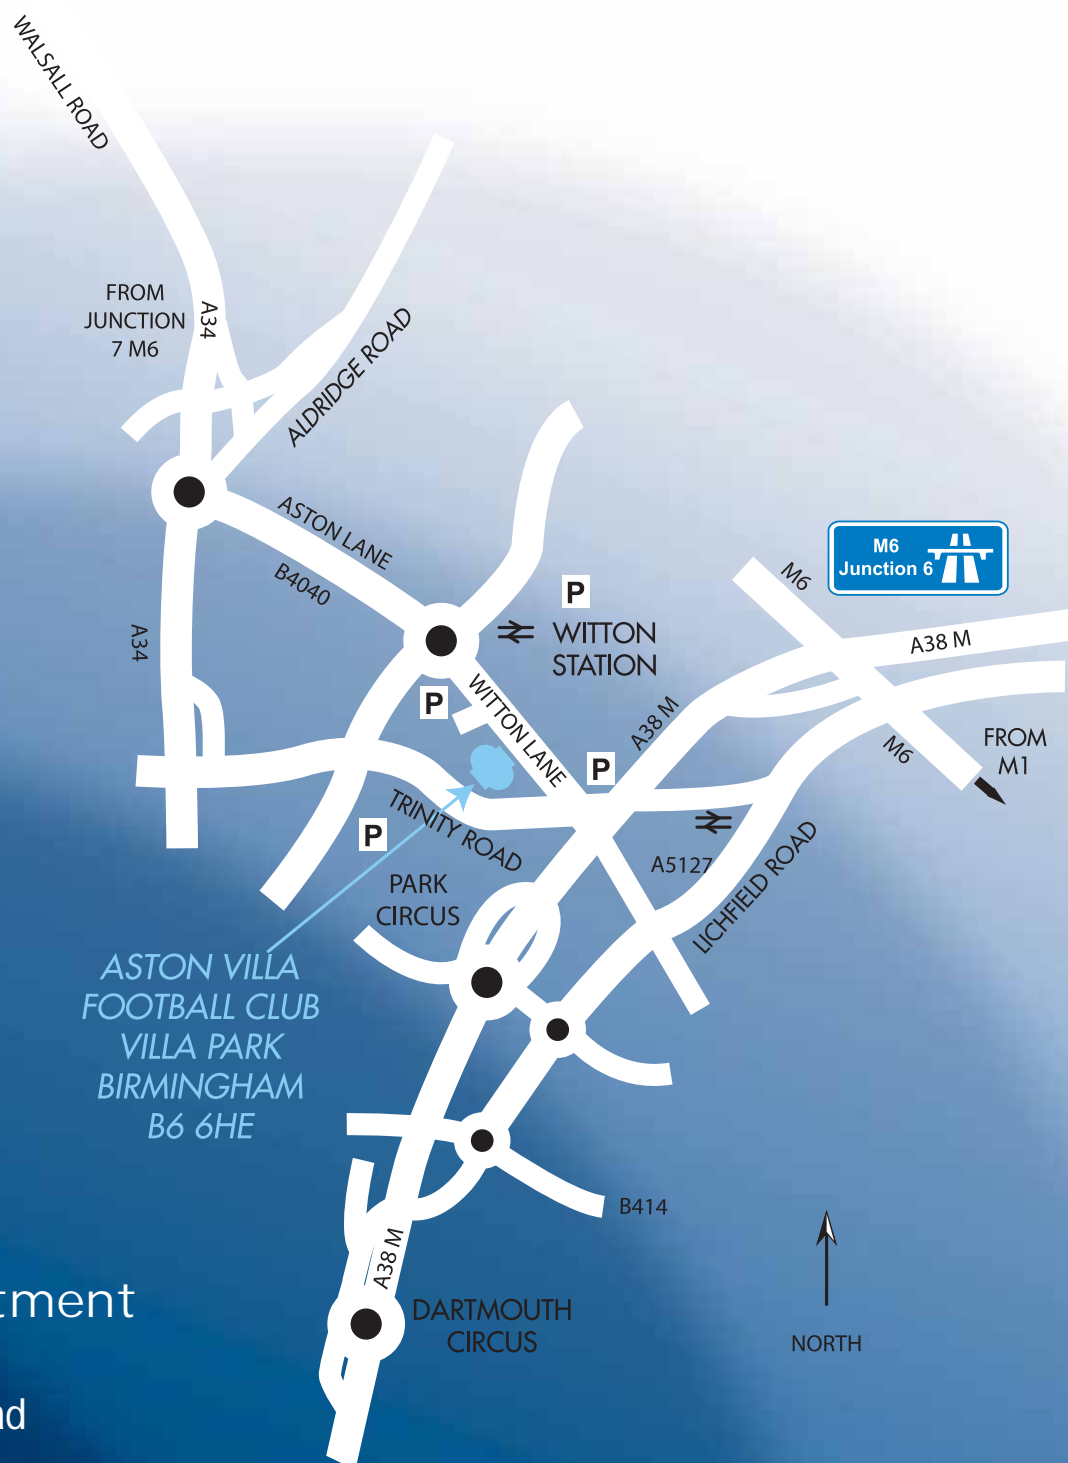 WALSALL ROAD
FROM
JUNCTION
7 M6
A34
ALDRIDGE ROAD
ASTON LANE
B4040
A34
P
WITTON
STATION
M6
M6
Junction 6
A38 M
P
WITTON LANE
A38 M
P
M6
FROM
M1
TRINITY ROAD
P
A5127
LICHFIELD ROAD
PARK
CIRCUS
ASTON VILLA
FOOTBALL CLUB
VILLA PARK
BIRMINGHAM
B6 6HE
B414
A38 M
DARTMOUTH
CIRCUS
NORTH
tment
nd